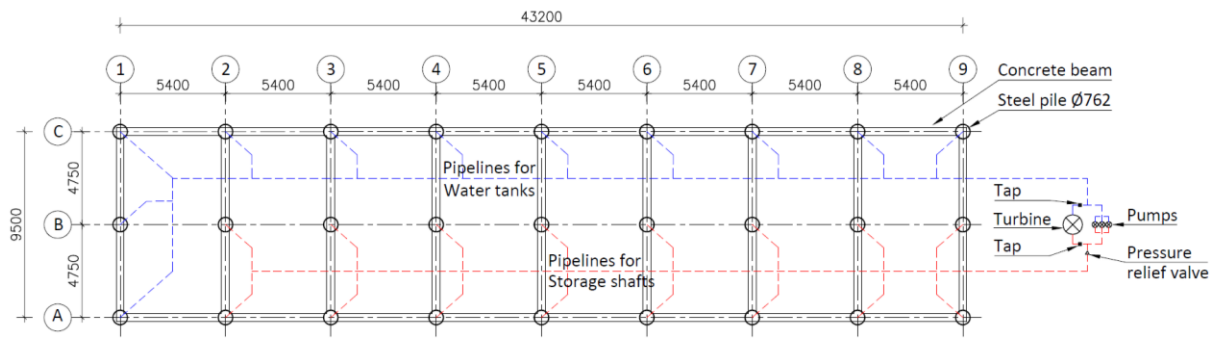 43200
1 2 3 4 5 6 7 8 9
5400 5400 5400 5400 5400 5400 5400 5400
Concrete beam
Steel pile Ø762
C
4750
Pipelines for
Water tanks
9500
B
4750
Pipelines for
Storage shafts
A
Tap
Turbine
Tap
Pumps
Pressure
relief valve